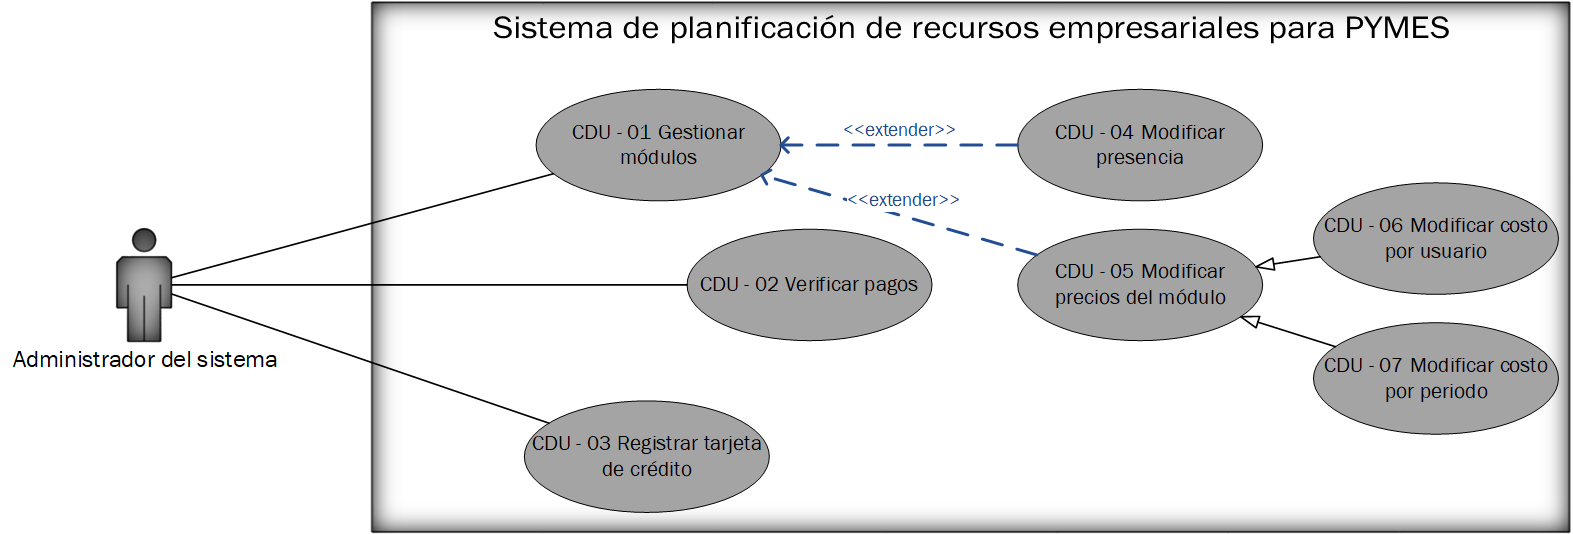 Sistema de planificación de recursos empresariales para PYMES
CDU - 01 Gestionar
módulos
<<extender>>
CDU - 04 Modificar
presencia
<<extender>>
CDU - 06 Modificar costo
por usuario
CDU - 02 Verificar pagos
CDU - 05 Modificar
precios del módulo
Administrador del sistema
CDU - 07 Modificar costo
por periodo
CDU - 03 Registrar tarjeta
de crédito